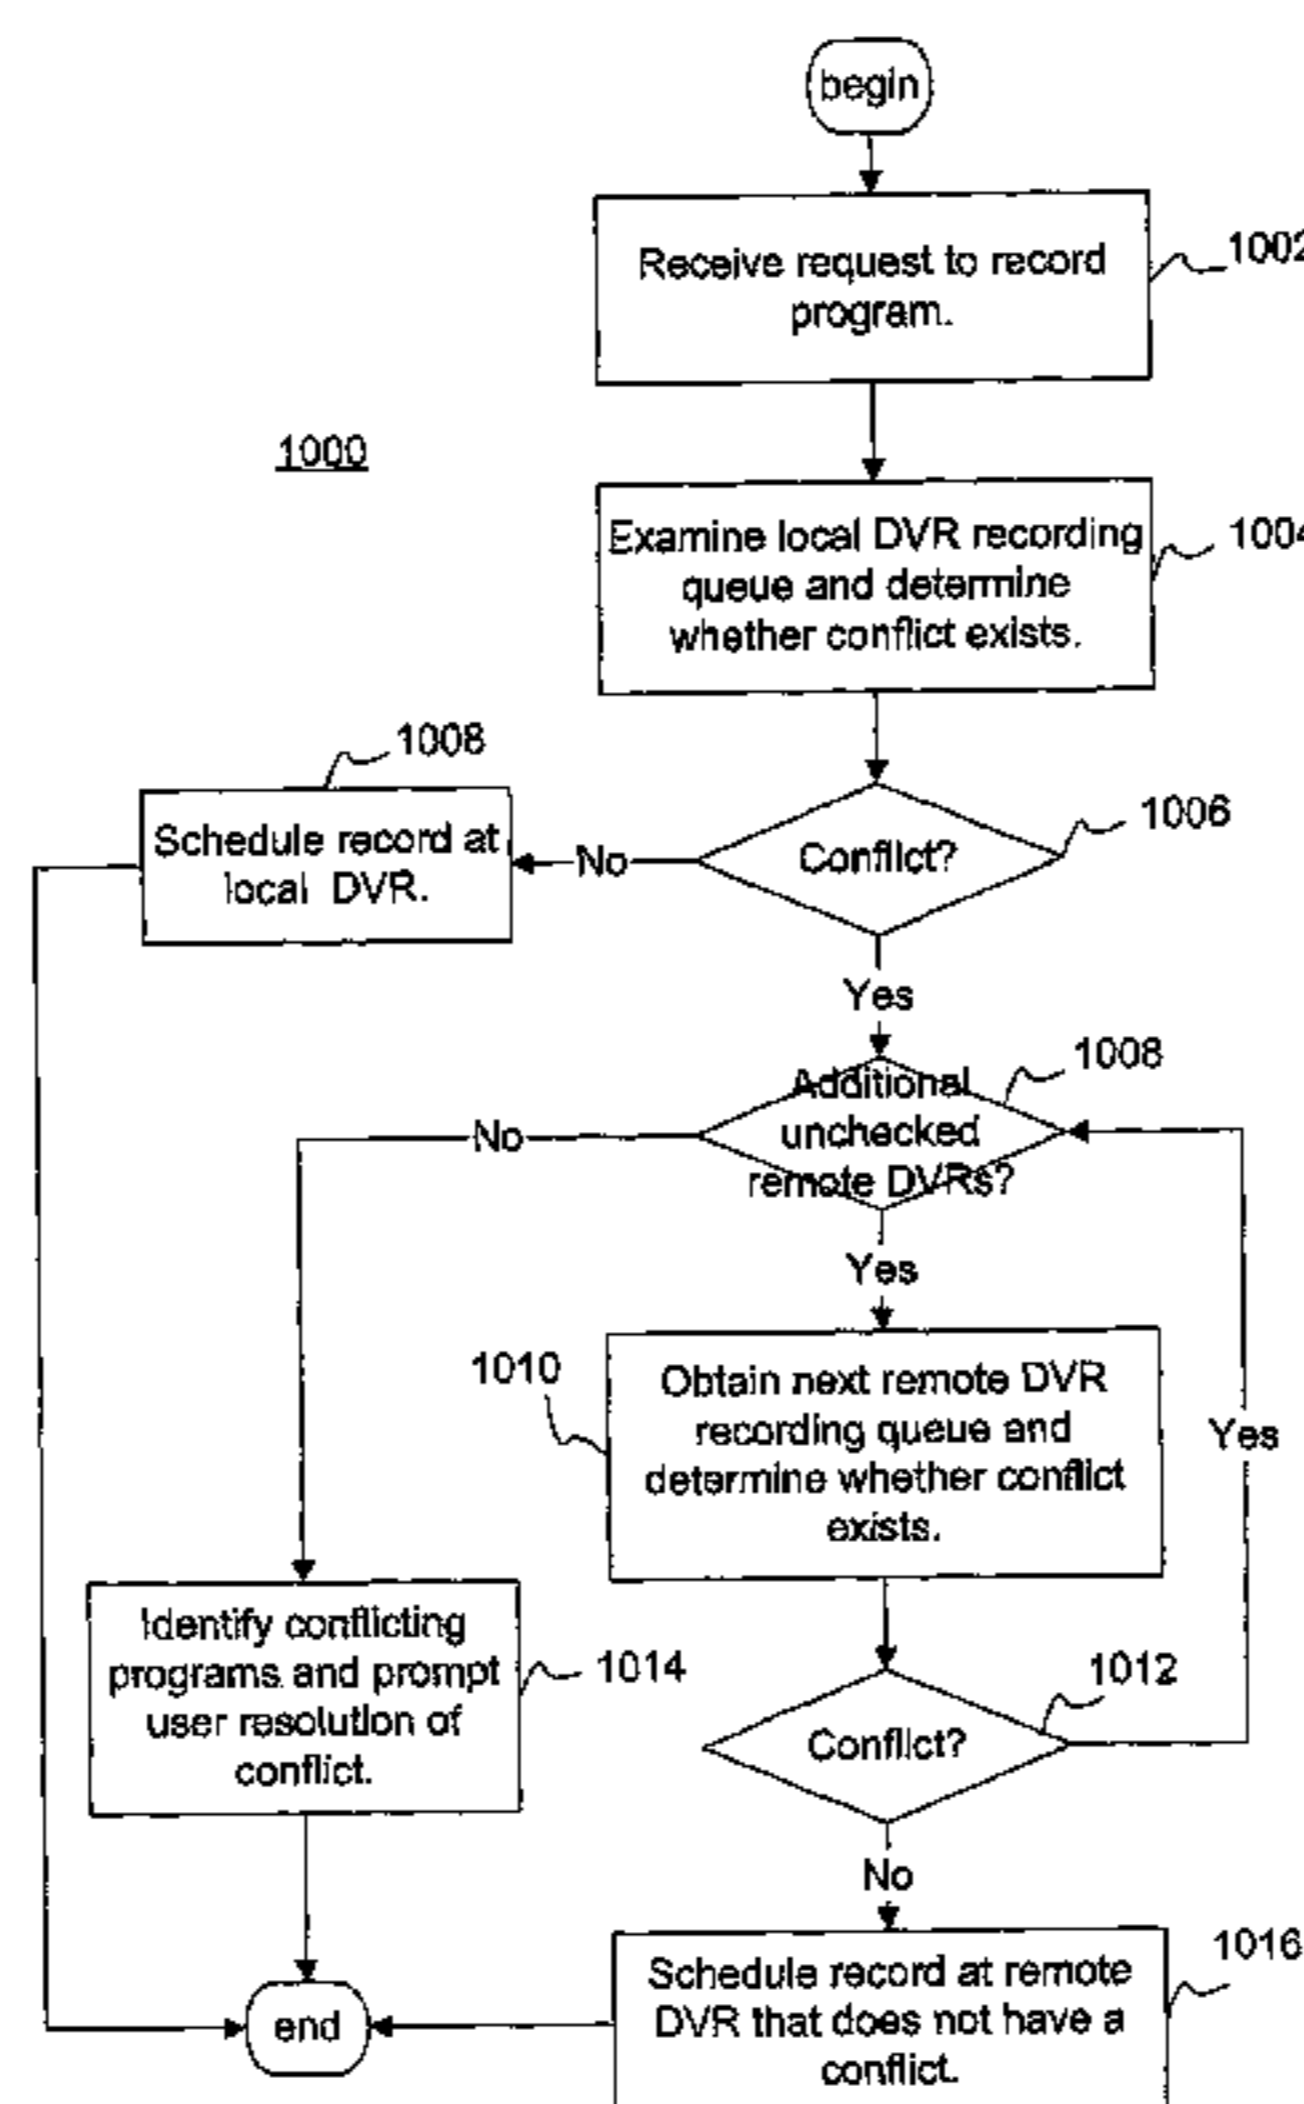 begin
Receive request to record
program.
1002
1000
Examine local DVR recording
queue and determine
whether conflict exists.
1004
1008
Schedule record at
local DVR.
No
Conflict?
1006
Yes
1008
Additional
unchecked
remote DVRs?
No
Yes
1010
Obtain next remote DVR
recording queue and
determine whether conflict
exists.
Yes
Identify conflicting
programs and prompt
user resolution of
conflict.
1014
1012
Conflict?
No
1016
Schedule record at remote
DVR that does not have a
conflict.
end